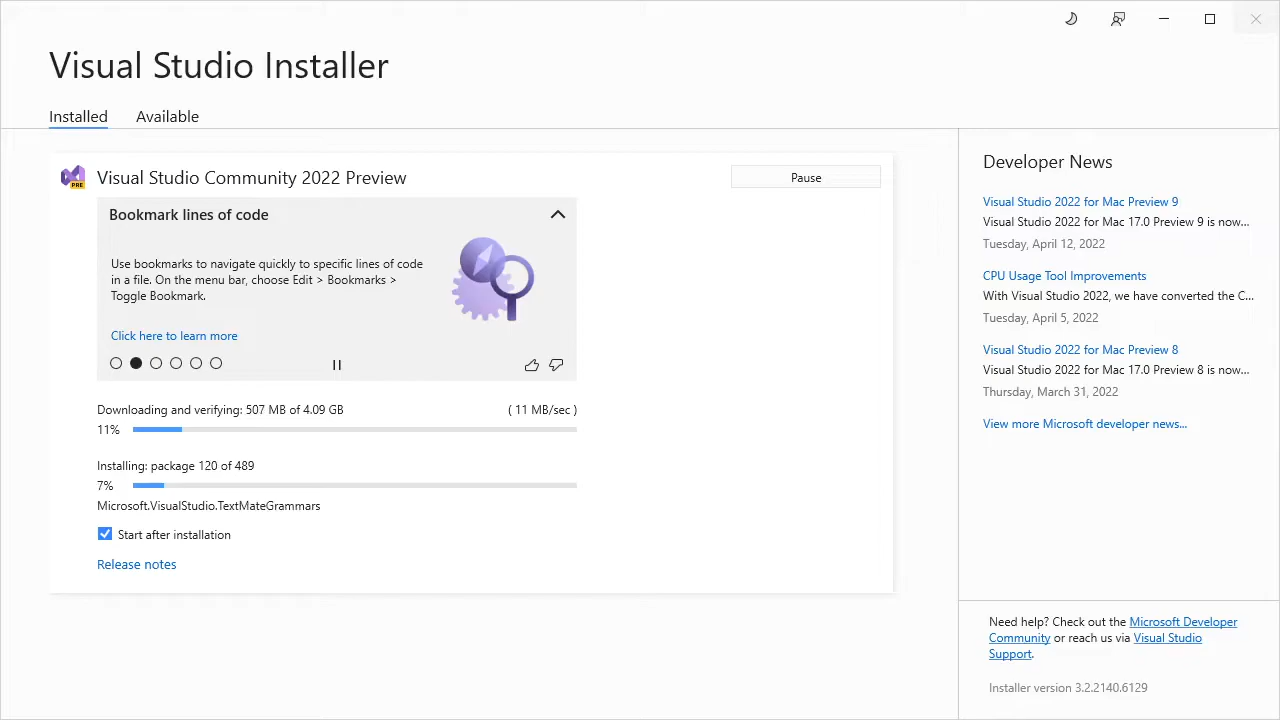 Visual Studio Installer
Installed
Available
PRE
Visual Studio Community 2022 Preview
Pause
Bookmark lines of code
Use bookmarks to navigate quickly to specific lines of code
in a file. On the menu bar, choose Edit > Bookmarks >
Toggle Bookmark.
Click here to learn more
Downloading and verifying: 507 MB of 4.09 GB
( 11 MB/sec )
11%
Installing: package 120 of 489
7%
Microsoft.VisualStudio.TextMateGrammars
Start after installation
Release notes
Developer News
Visual Studio 2022 for Mac Preview 9
Visual Studio 2022 for Mac 17.0 Preview 9 is now...
Tuesday, April 12, 2022
CPU Usage Tool Improvements
With Visual Studio 2022, we have converted the C...
Tuesday, April 5, 2022
Visual Studio 2022 for Mac Preview 8
Visual Studio 2022 for Mac 17.0 Preview 8 is now...
Thursday, March 31, 2022
View more Microsoft developer news...
Need help? Check out the Microsoft Developer
Community or reach us via Visual Studio
Support.
Installer version 3.2.2140.6129